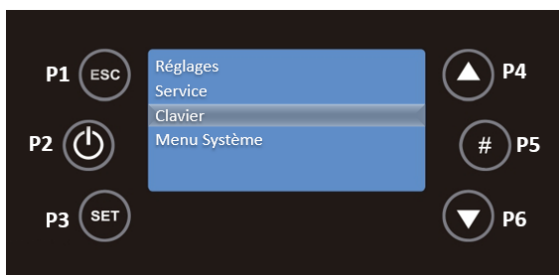 P1 ESC
P2
P3 SET
Réglages
Service
Clavier
Menu Système
P4
# P5
P6